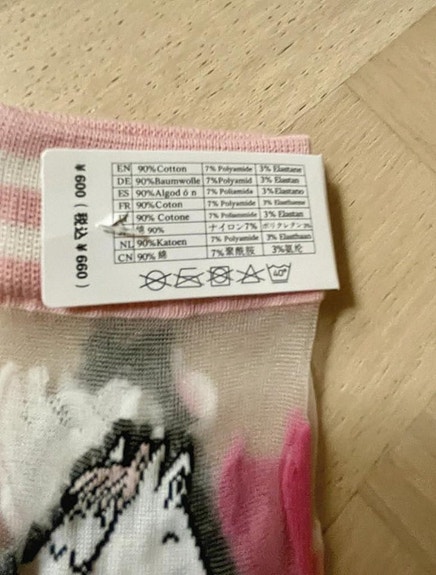 ¥600（税込¥660）
EN 90%Cotton 7%Polyamide 3% Elastane
DE 90%Baumwolle 7%Polyamid 3% Elastan
ES 90%Algod ó n 7% Poliamide 3% Elastano
FR 90%Coton 7% Polyamide 3% Elasthanne
90% Cotone 3% Elastan
綿 90% ナイロン7% ポリウレタン 3%
NL 90%Katoen 7% Polyamide 3% Elasthaan
CN 90% 綿 7%聚酰胺 3%氨纶
40°